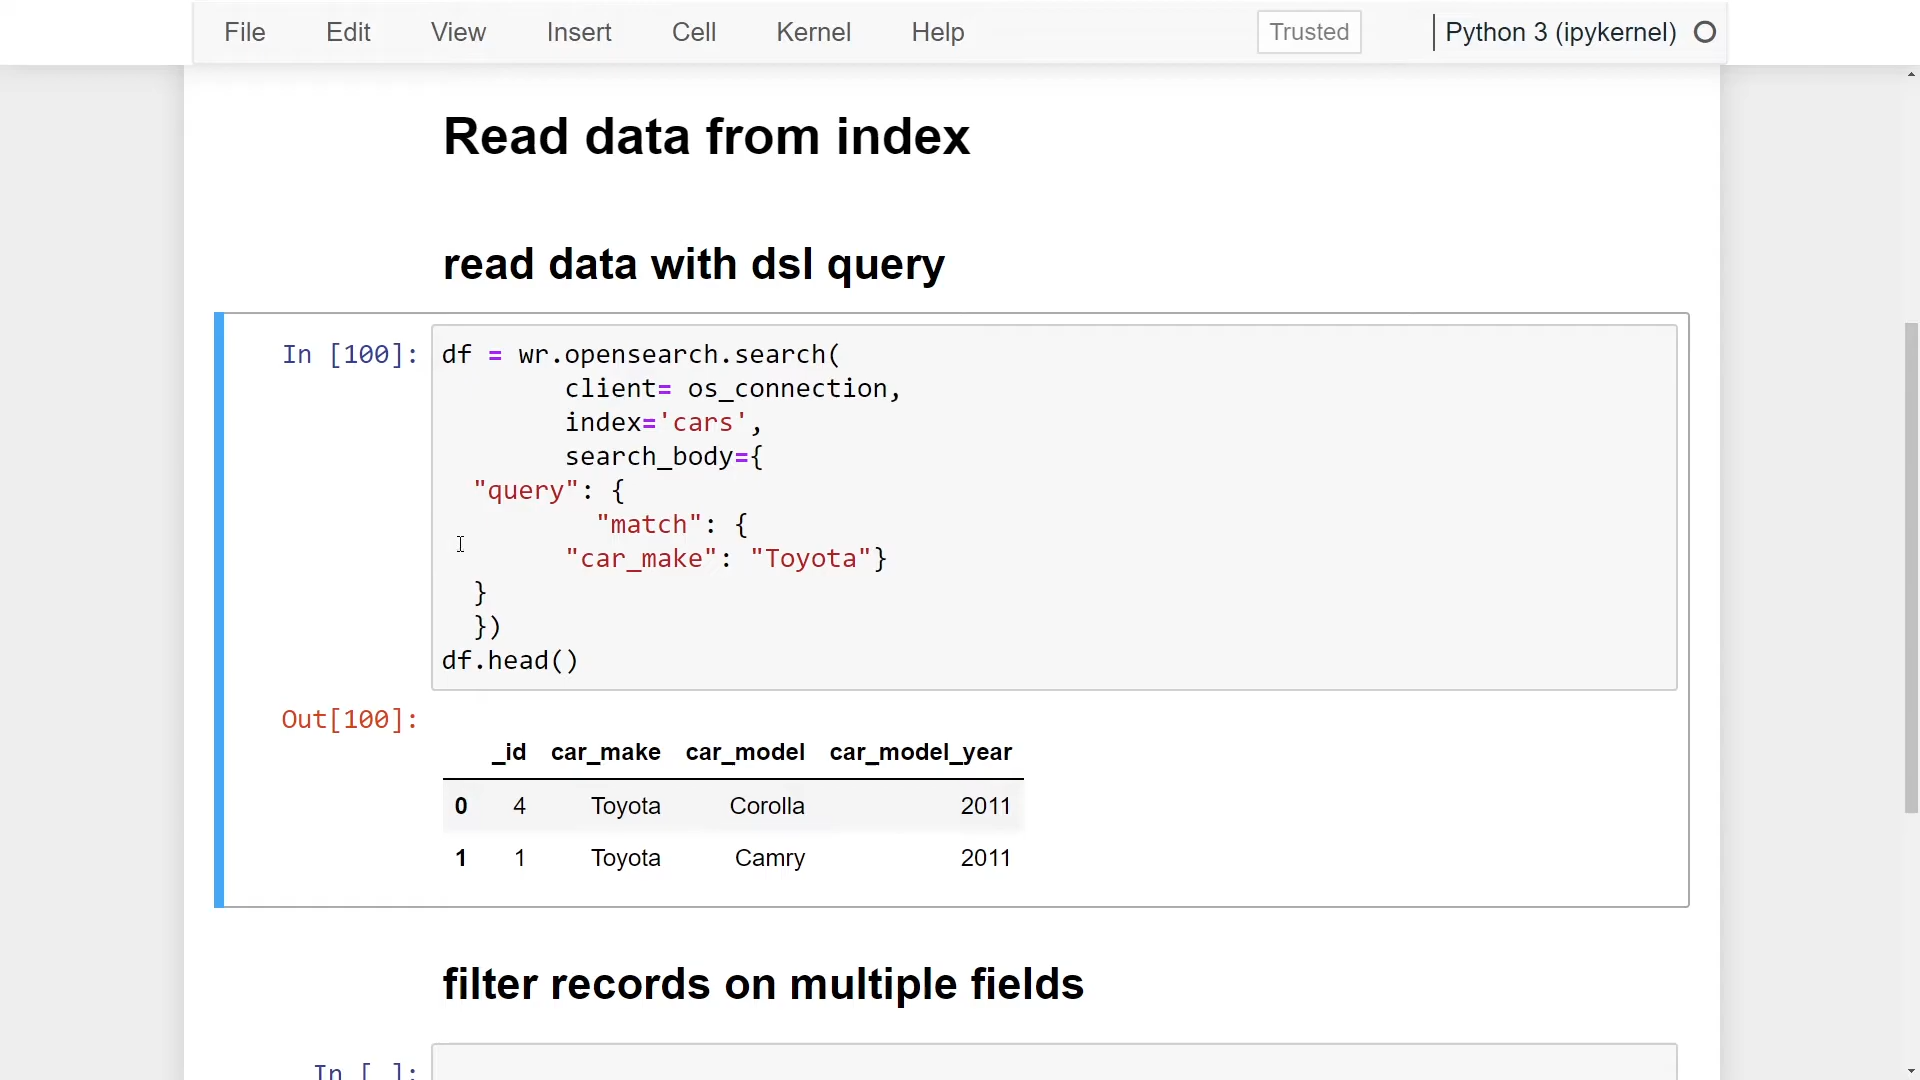 File Edit View Insert Cell Kernel Help Trusted Python 3 (ipykernel)
Read data from index
read data with dsl query
In [100]: df = wr.opensearch.search(
client= os_connection,
index='cars',
search_body={
"query": {
"match": {
"car_make": "Toyota"}
}
})
df.head()
Out[100]:
_id car_make car_model car_model_year
0 4 Toyota Corolla 2011
1 1 Toyota Camry 2011
filter records on multiple fields
In [ ]: